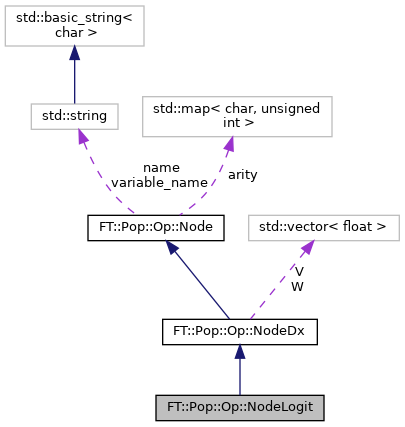 std::basic_string<
char >
std::string
std::map< char, unsigned
int >
name
variable_name
arity
FT::Pop::Op::Node
std::vector< float >
V
W
FT::Pop::Op::NodeDx
FT::Pop::Op::NodeLogit